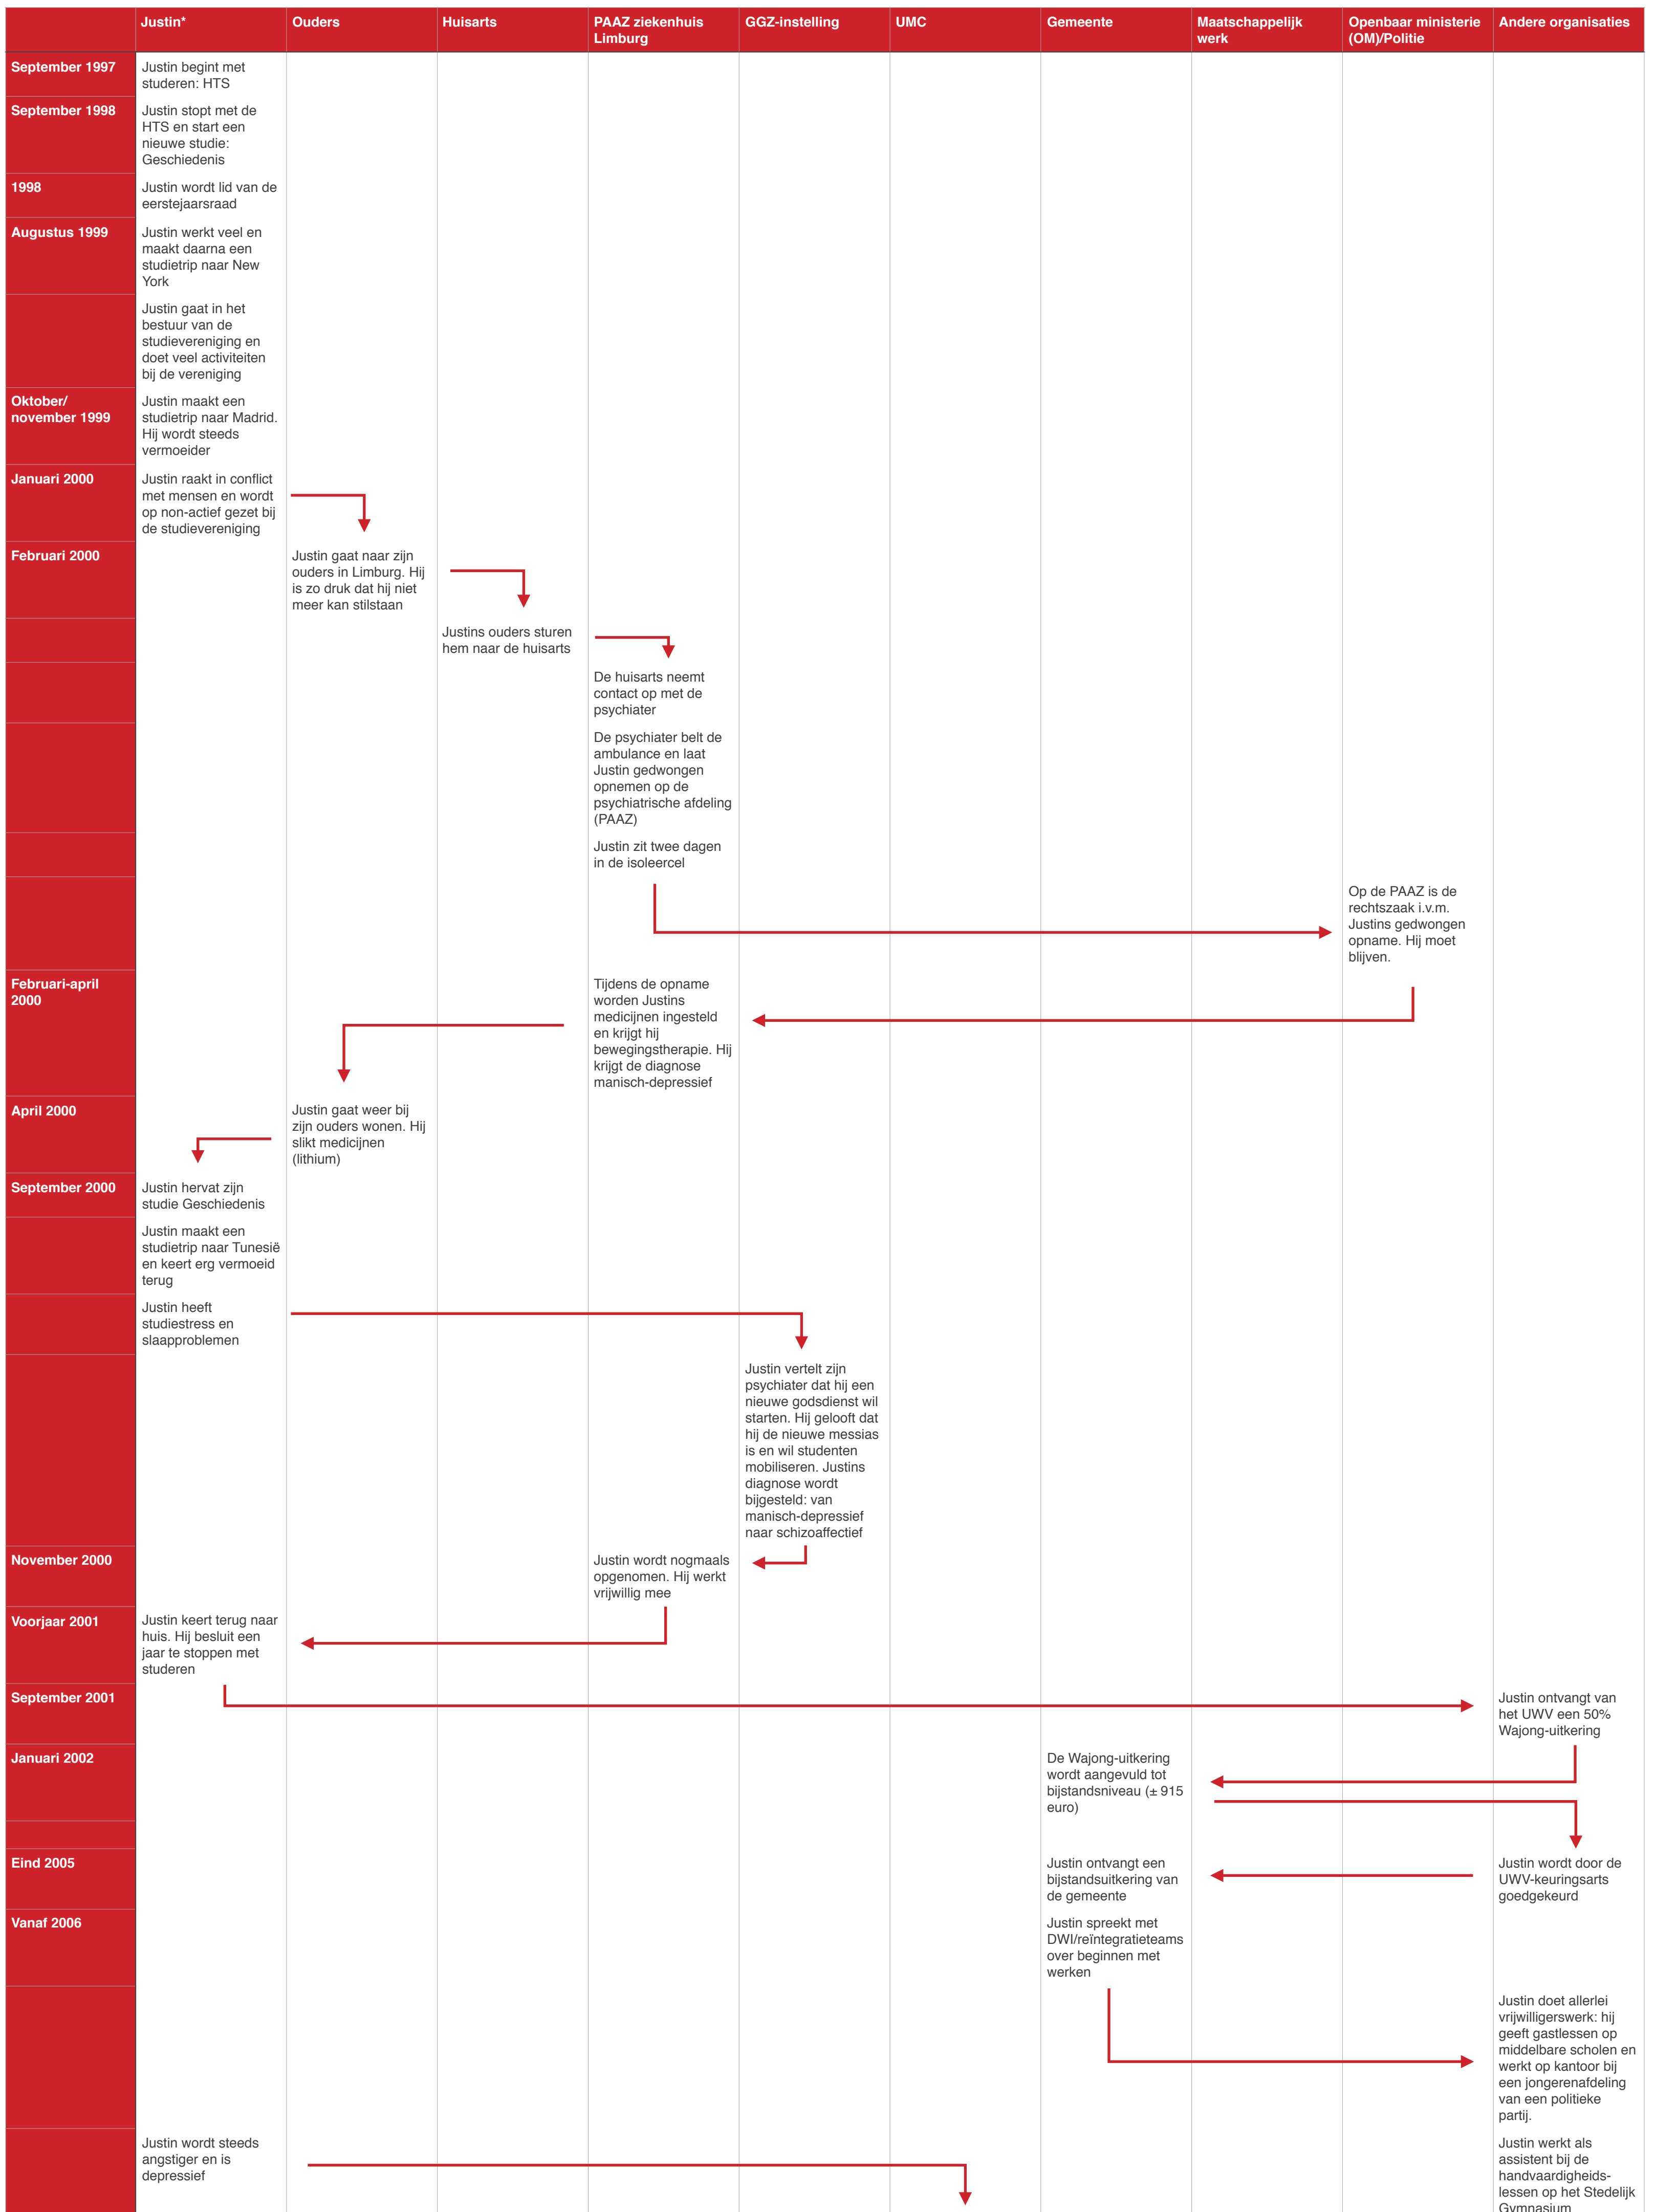 Justin*
Ouders
Huisarts
PAAZ ziekenhuis
Limburg
GGZ-instelling
UMC
Gemeente
Maatschappelijk
werk
Openbaar ministerie
(OM)/Politie
Andere organisaties
September 1997
Justin begint met
studeren: HTS
September 1998
Justin stopt met de
HTS en start een
nieuwe studie:
Geschiedenis
1998
Justin wordt lid van de
eerstejaarsraad
Augustus 1999
Justin werkt veel en
maakt daarna een
studietrip naar New
York
Justin gaat in het
bestuur van de
studievereniging en
doet veel activiteiten
bij de vereniging
Oktober/
november 1999
Justin maakt een
studietrip naar Madrid.
Hij wordt steeds
vermoeider
Januari 2000
Justin raakt in conflict
met mensen en wordt
op non-actief gezet bij
de studievereniging
Februari 2000
Justin gaat naar zijn
ouders in Limburg. Hij
is zo druk dat hij niet
meer kan stilstaan
Justins ouders sturen
hem naar de huisarts
De huisarts neemt
contact op met de
psychiater
De psychiater belt de
ambulance en laat
Justin gedwongen
opnemen op de
psychiatrische afdeling
(PAAZ)
Justin zit twee dagen
in de isoleercel
Op de PAAZ is de
rechtszaak i.v.m.
Justins gedwongen
opname. Hij moet
blijven.
Februari-april
2000
Tijdens de opname
worden Justins
medicijnen ingesteld
en krijgt hij
bewegingstherapie. Hij
krijgt de diagnose
manisch-depressief
April 2000
Justin gaat weer bij
zijn ouders wonen. Hij
slikt medicijnen
(lithium)
September 2000
Justin hervat zijn
studie Geschiedenis
Justin maakt een
studietrip naar Tunesië
en keert erg vermoeid
terug
Justin heeft
studiestress en
slaapproblemen
Justin vertelt zijn
psychiater dat hij een
nieuwe godsdienst wil
starten. Hij gelooft dat
hij de nieuwe messias
is en wil studenten
mobiliseren. Justins
diagnose wordt
bijgesteld: van
manisch-depressief
naar schizoaffectief
November 2000
Justin wordt nogmaals
opgenomen. Hij werkt
vrijwillig mee
Voorjaar 2001
Justin keert terug naar
huis. Hij besluit een
jaar te stoppen met
studeren
September 2001
Justin ontvangt van
het UWV een 50%
Wajong-uitkering
Januari 2002
De Wajong-uitkering
wordt aangevuld tot
bijstandsniveau (± 915
euro)
Eind 2005
Justin ontvangt een
bijstandsuitkering van
de gemeente
Justin wordt door de
UWV-keuringsarts
goedgekeurd
Vanaf 2006
Justin spreekt met
DWI/reïntegratieteams
over beginnen met
werken
Justin doet allerlei
vrijwilligerswerk: hij
geeft gastlessen op
middelbare scholen en
werkt op kantoor bij
een jongerenafdeling
van een politieke
partij.
Justin wordt steeds
angstiger en is
depressief
Justin werkt als
assistent bij de
handvaardigheids-
lessen op het Stedelijk
Gymnasium